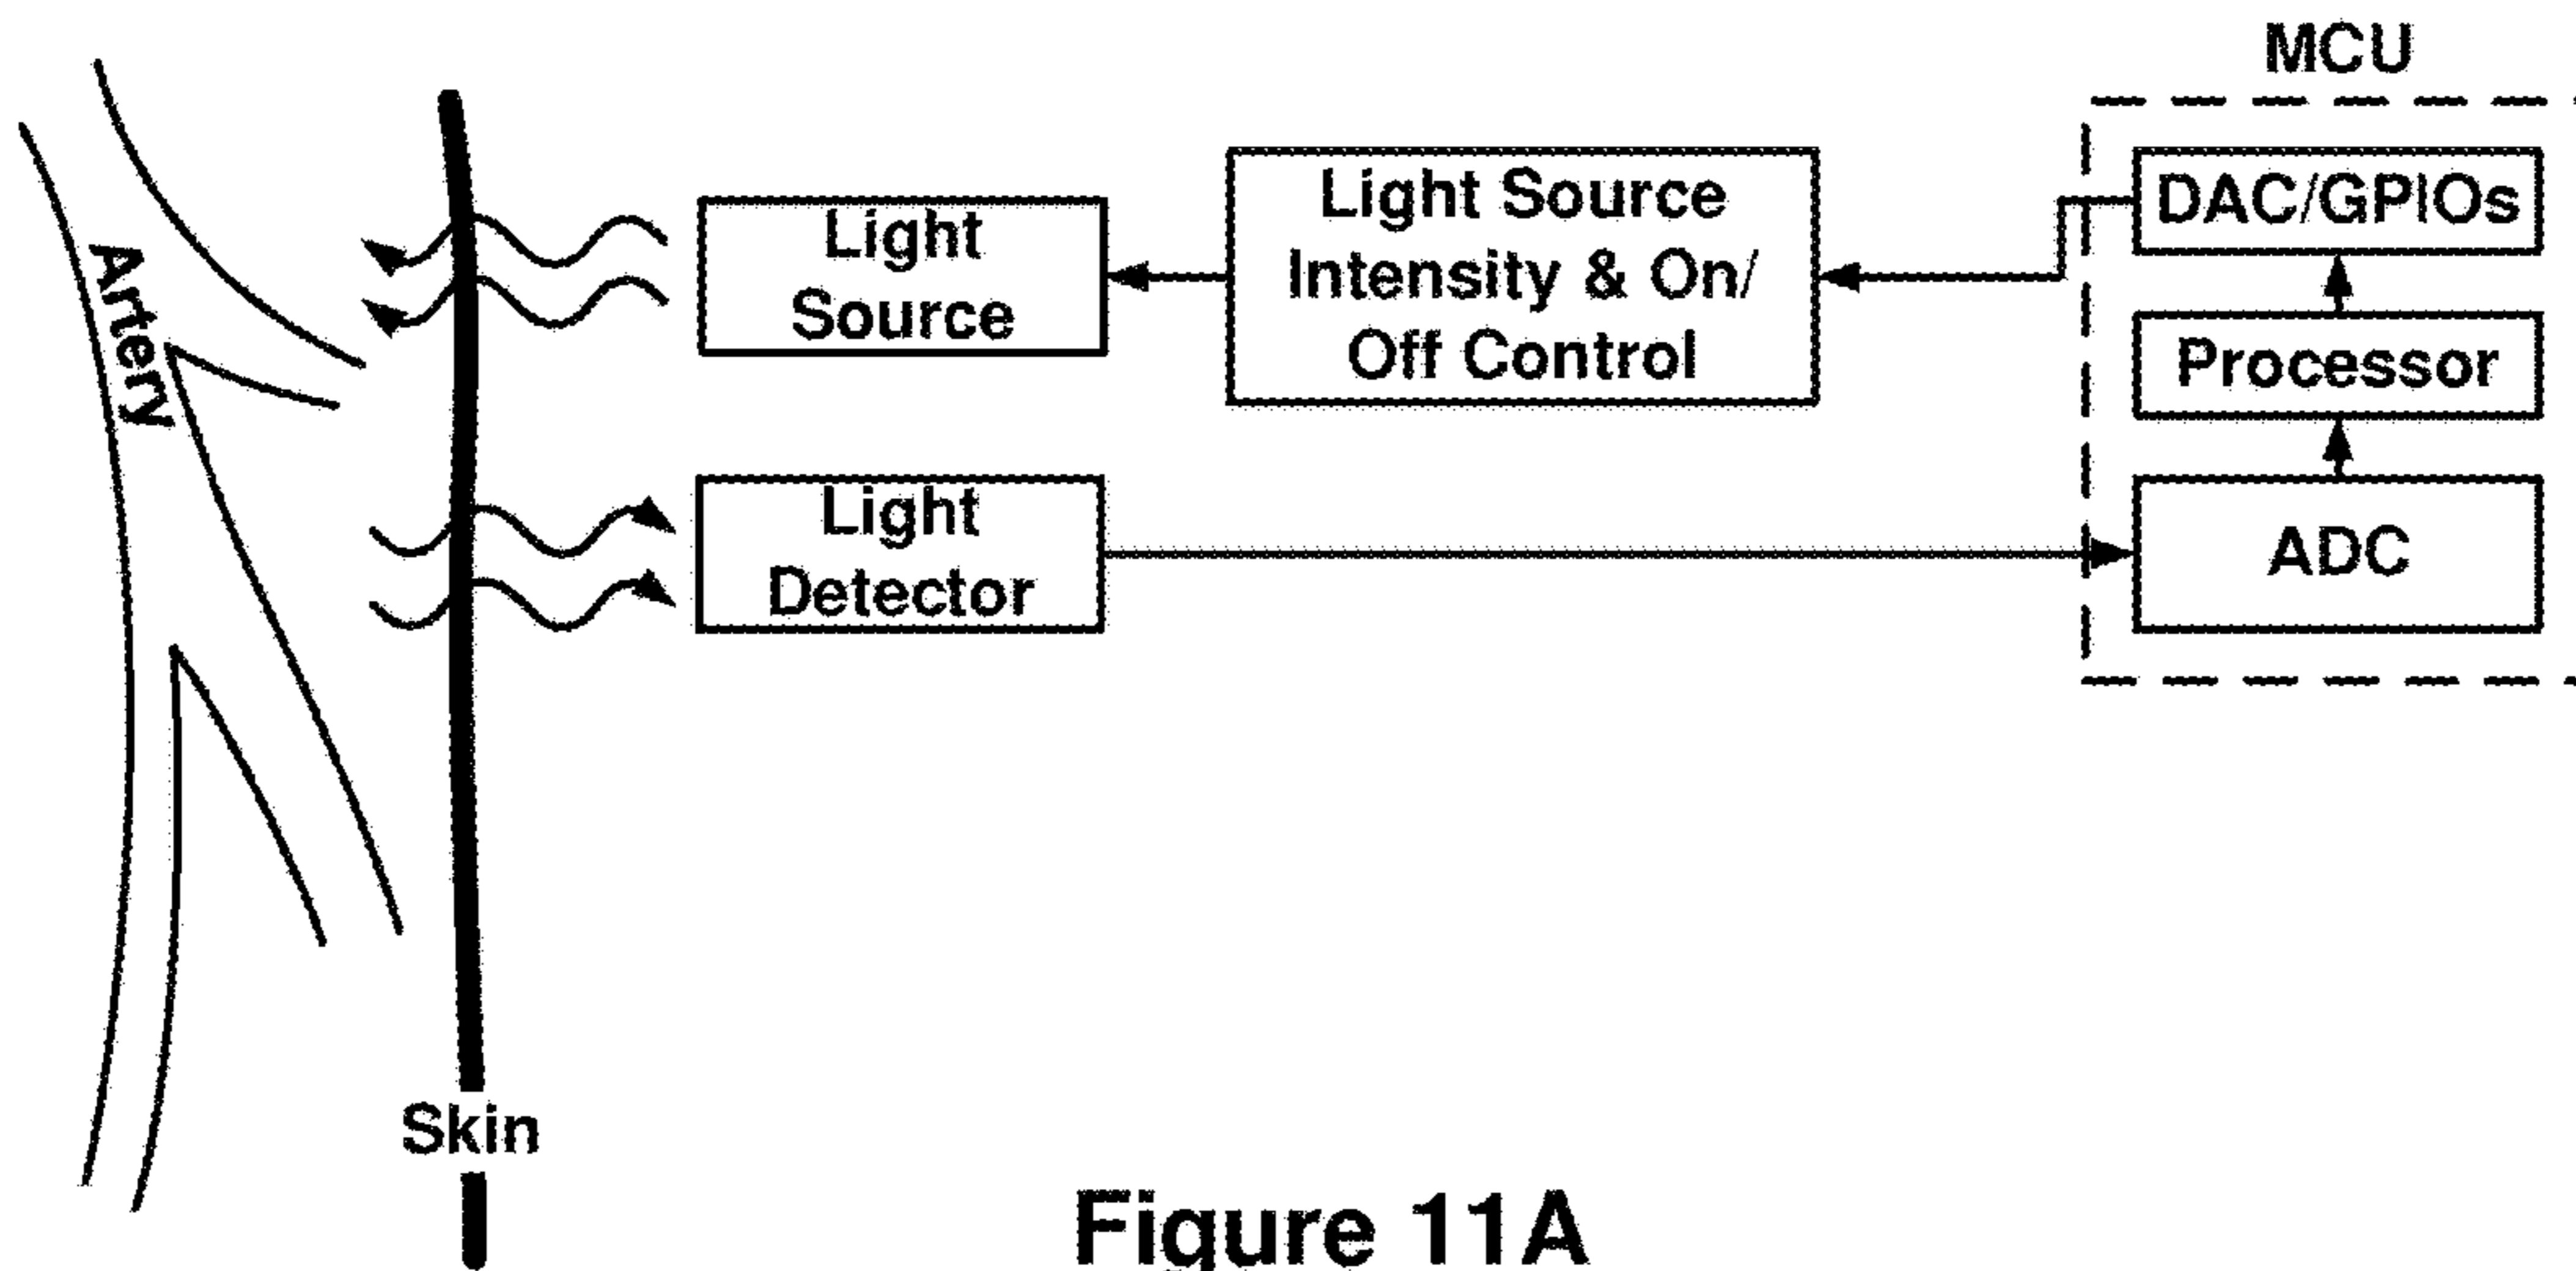 MCU
Light Source
Intensity & On/
Off Control
DAC/GPIOs
Light
Source
Artery
Processor
Light
Detector
ADC
Skin
Figure 11A